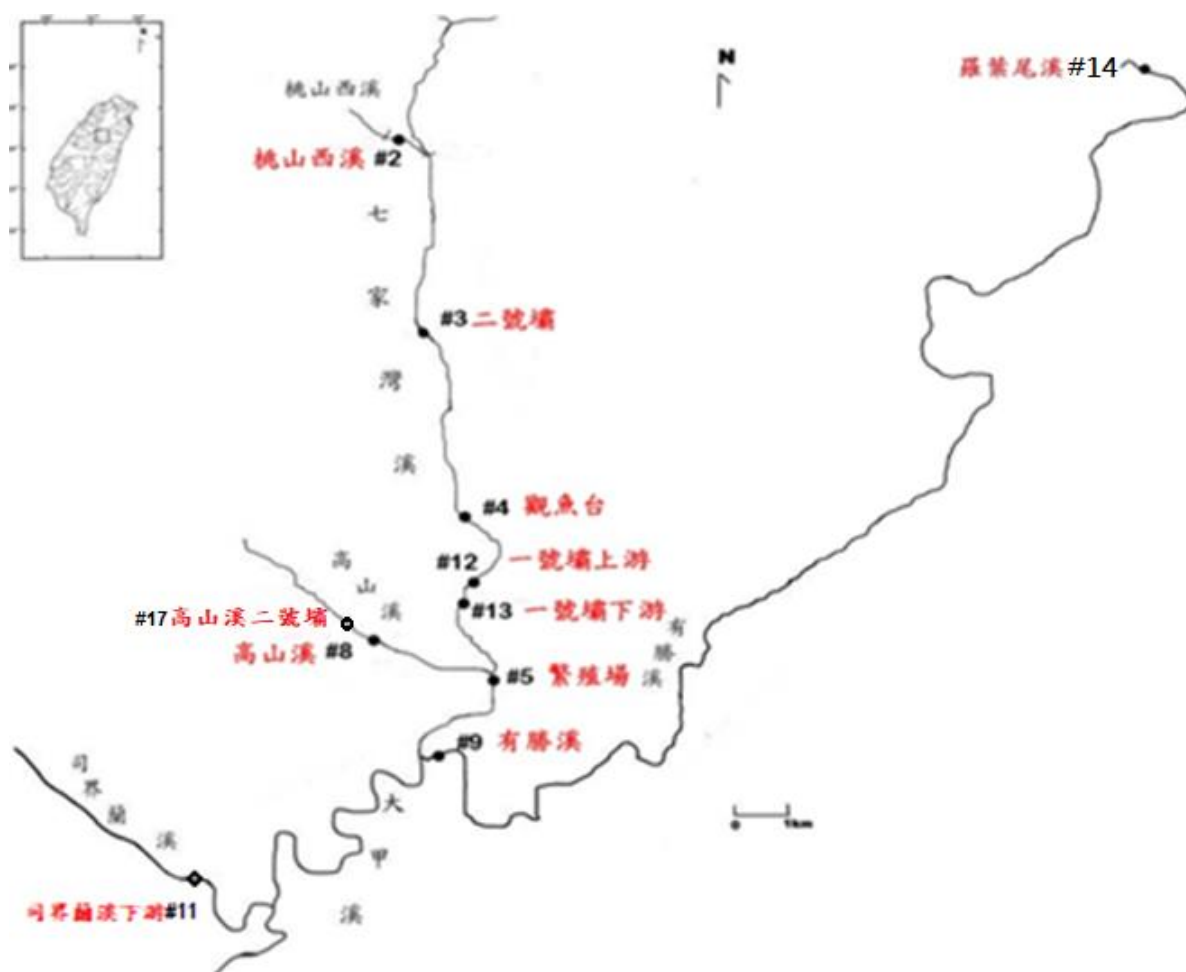 N
羅葉尾溪 #14
桃山西溪
桃山西溪 #2
七家灣溪
#3 二號壩
#4 觀魚台
#12 一號壩上游
高山溪
#13 一號壩下游
#17高山溪二號壩
高山溪 #8
有勝溪
#5 繁殖場
#9 有勝溪
司界蘭溪
大甲溪
0 1km
司界蘭溪下游#11